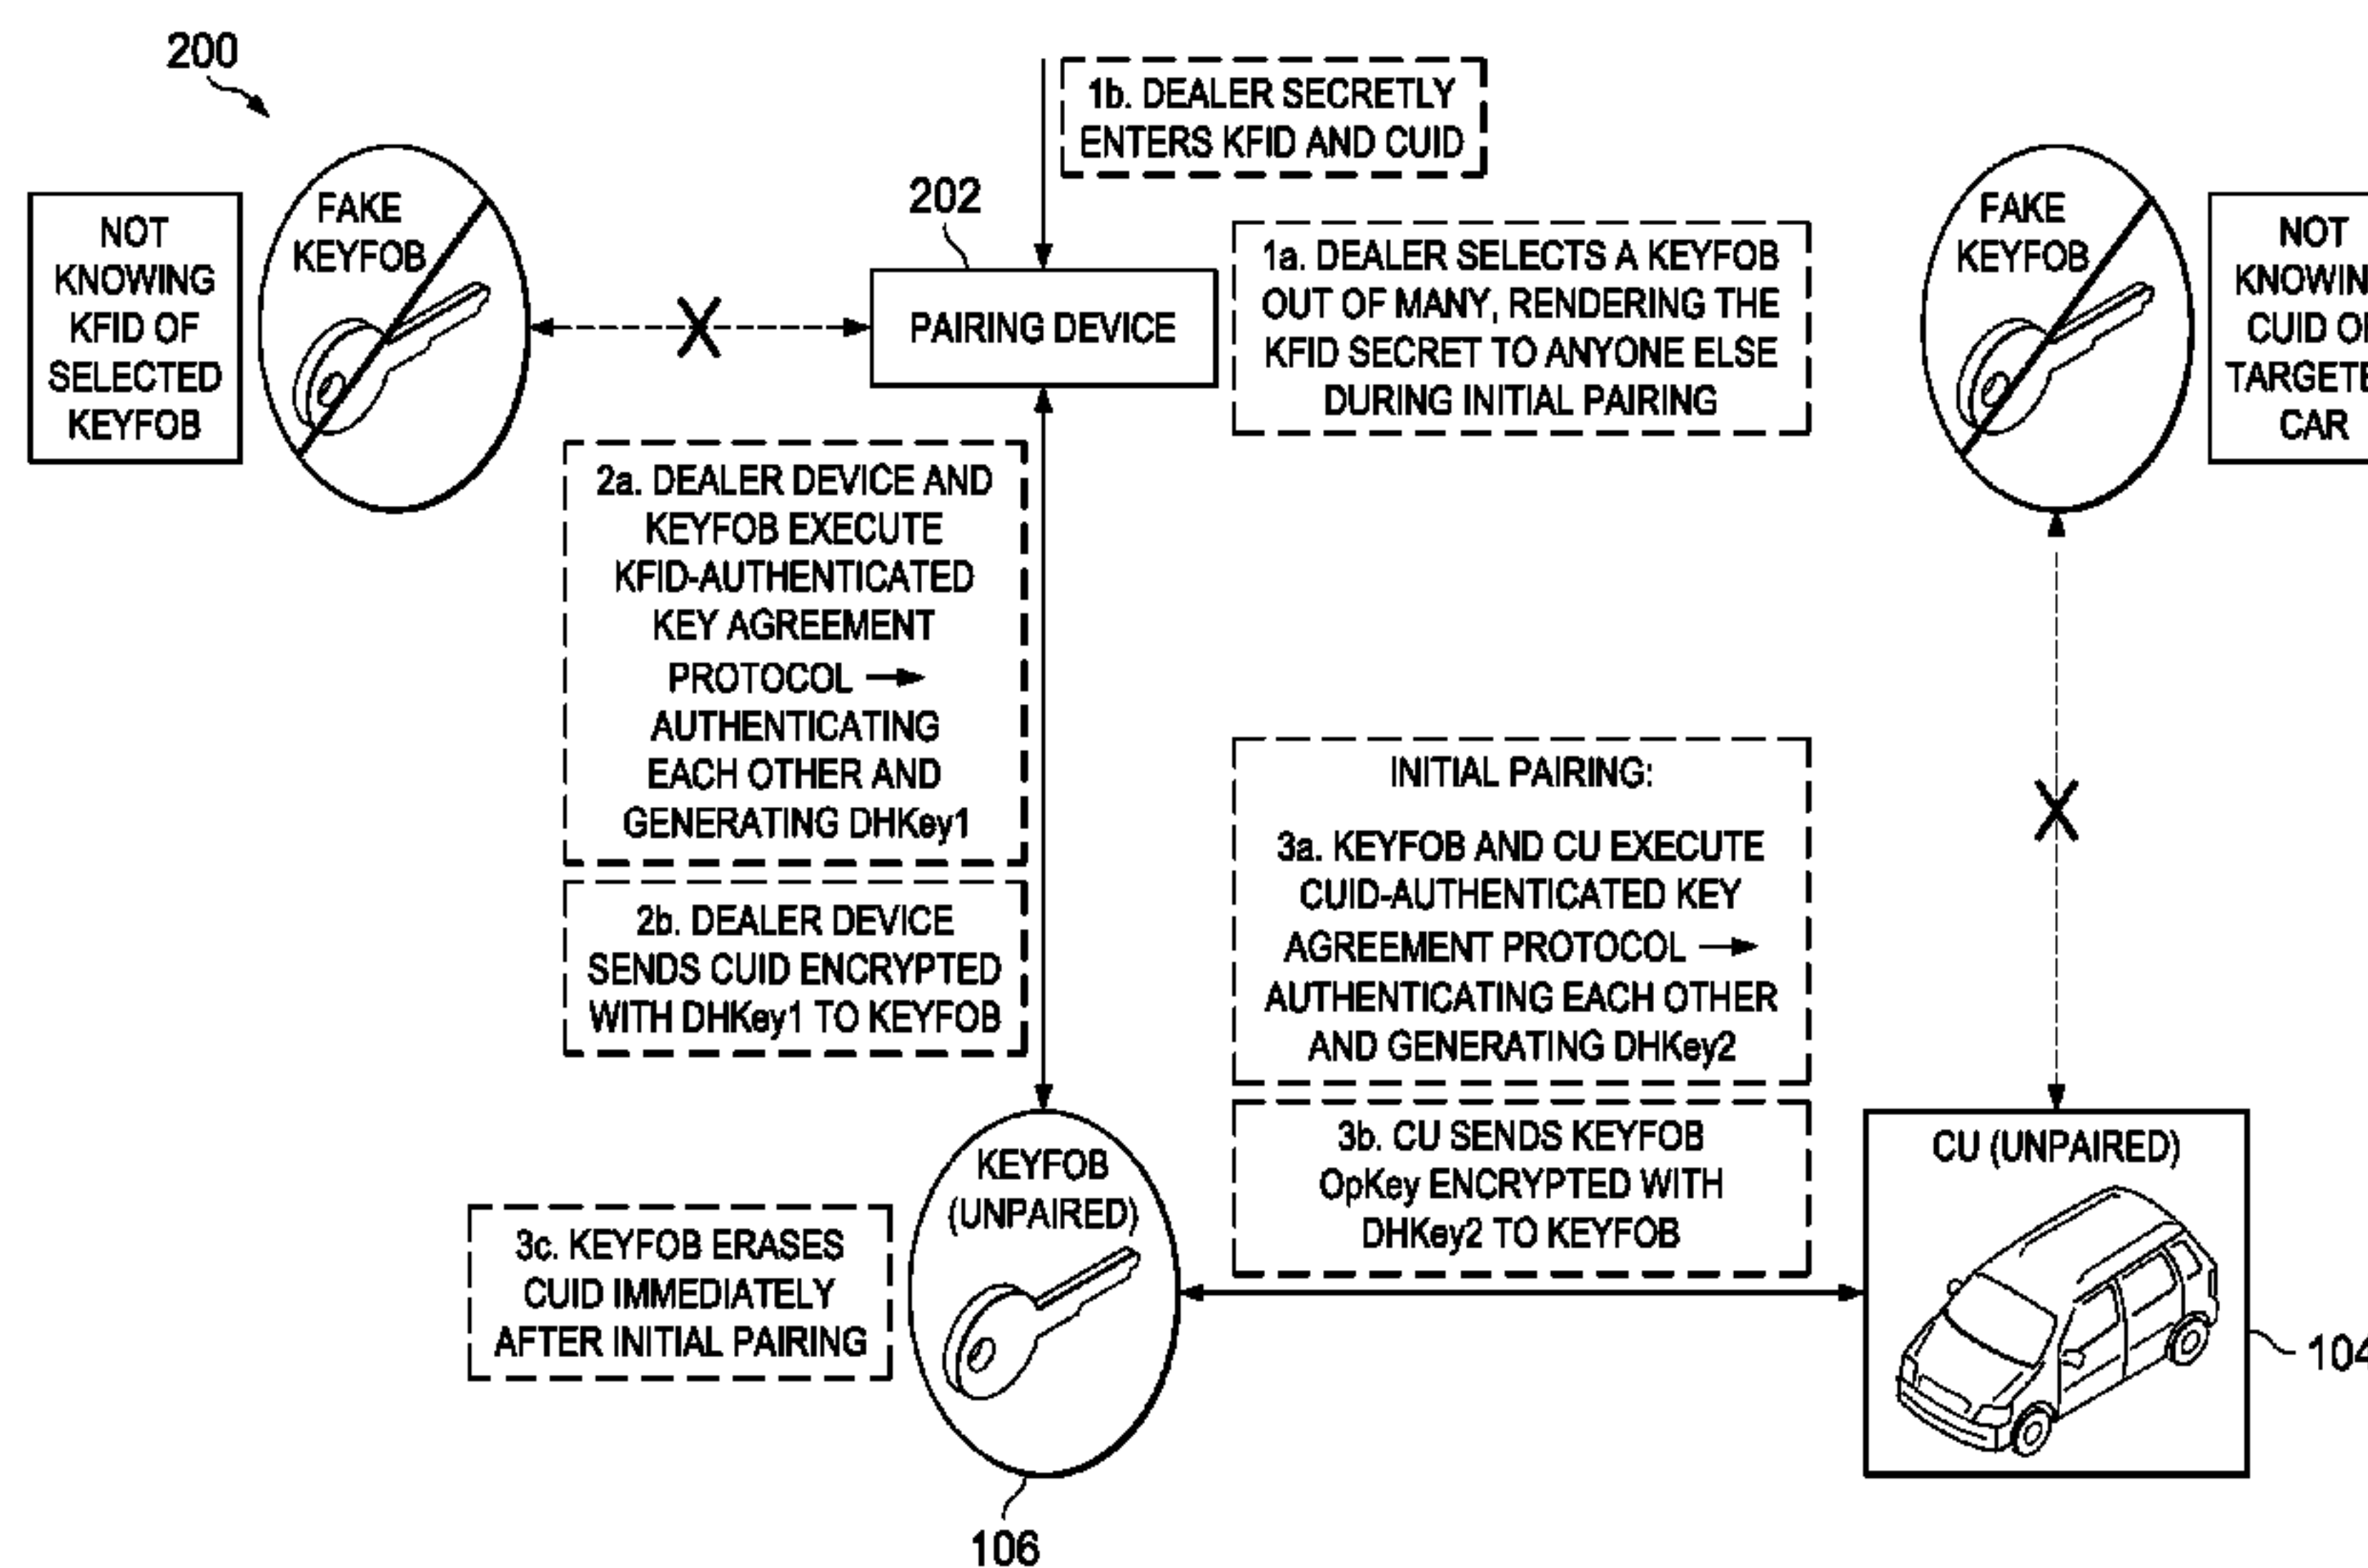 200
1b. DEALER SECRETLY
ENTERS KFID AND CUID
202
NOT
KNOWING
KFID OF
SELECTED
KEYFOB
FAKE
KEYFOB
PAIRING DEVICE
1a. DEALER SELECTS A KEYFOB
OUT OF MANY, RENDERING THE
KFID SECRET TO ANYONE ELSE
DURING INITIAL PAIRING
FAKE
KEYFOB
NOT
KNOWIN
CUID O
TARGETE
CAR
2a. DEALER DEVICE AND
KEYFOB EXECUTE
KFID-AUTHENTICATED
KEY AGREEMENT
PROTOCOL →
AUTHENTICATING
EACH OTHER AND
GENERATING DHKey1
2b. DEALER DEVICE
SENDS CUID ENCRYPTED
WITH DHKey1 TO KEYFOB
INITIAL PAIRING:
3a. KEYFOB AND CU EXECUTE
CUID-AUTHENTICATED KEY
AGREEMENT PROTOCOL →
AUTHENTICATING EACH OTHER
AND GENERATING DHKey2
3b. CU SENDS KEYFOB
OpKey ENCRYPTED WITH
DHKey2 TO KEYFOB
3c. KEYFOB ERASES
CUID IMMEDIATELY
AFTER INITIAL PAIRING
KEYFOB
(UNPAIRED)
CU (UNPAIRED)
104
106